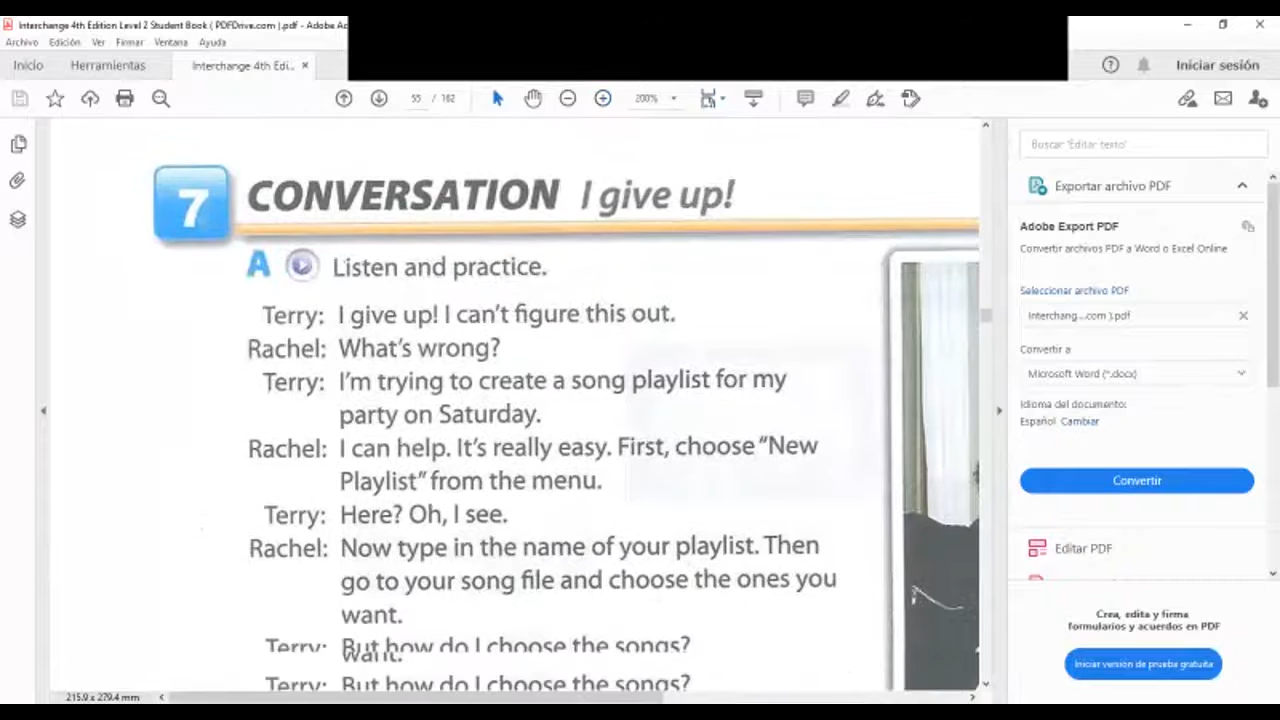 Interchange 4th Edition Level 2 Student Book ( PDFDrive.com ).pdf - Adobe Ac
Archivo Edición Ver Firmar Ventana Ayuda
Inicio Herramientas Interchange 4th Edi... × Iniciar sesión
55 / 162 200%
7 CONVERSATION I give up!
A Listen and practice.
Terry: I give up! I can't figure this out.
Rachel: What's wrong?
Terry: I'm trying to create a song playlist for my
party on Saturday.
Rachel: I can help. It's really easy. First, choose "New
Playlist" from the menu.
Terry: Here? Oh, I see.
Rachel: Now type in the name of your playlist. Then
go to your song file and choose the ones you
want.
Terry: But how do I choose the songs?
want.
Terry: But how do I choose the songs?
215.9 x 279.4 mm
Buscar 'Editar texto'
Exportar archivo PDF
Adobe Export PDF
Convertir archivos PDF a Word o Excel Online
Seleccionar archivo PDF
Interchang...com ).pdf
Convertir a
Microsoft Word (*.docx)
Idioma del documento:
Español Cambiar
Convertir
Editar PDF
Crea, edita y firma
formularios y acuerdos en PDF
Iniciar versión de prueba gratuita